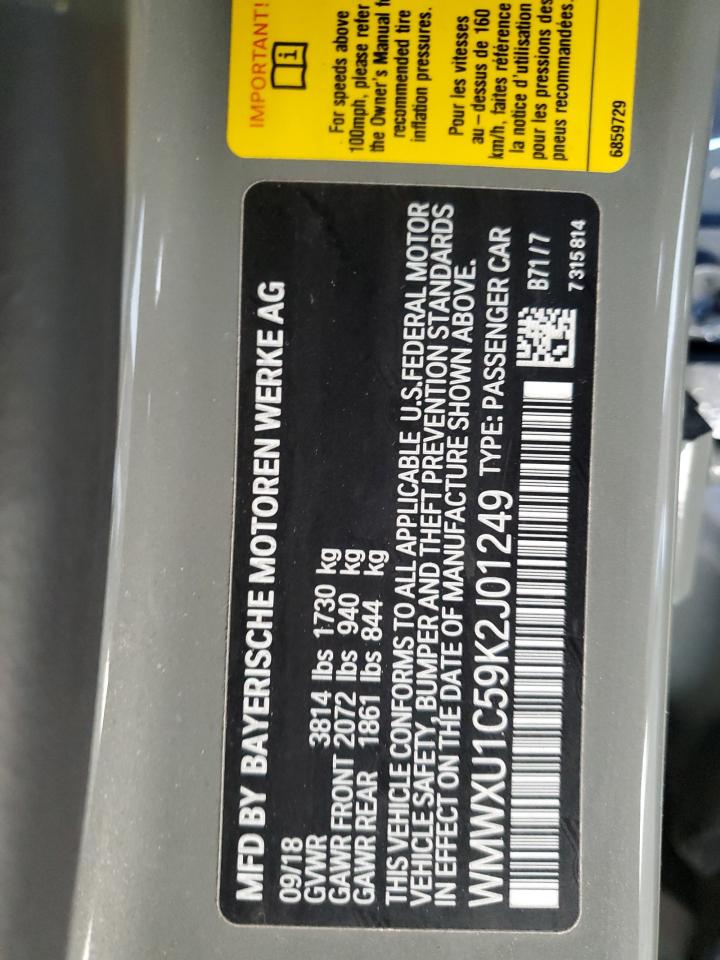 IMPORTANT!
For speeds above
100mph, please refer
the Owner's Manual
recommended tire
inflation pressures.
Pour les vitesses
au-dessus de 160
km/h, faites référence
la notice d'utilisation
pour les pressions des
pneus recommandées.
6859729
MFD BY BAYERISCHE MOTOREN WERKE AG
09/18
GVWR 3814 lbs 1730 kg
GAWR FRONT 2072 lbs 940 kg
GAWR REAR 1861 lbs 844 kg
THIS VEHICLE CONFORMS TO ALL APPLICABLE U.S.FEDERAL MOTOR
VEHICLE SAFETY, BUMPER AND THEFT PREVENTION STANDARDS
IN EFFECT ON THE DATE OF MANUFACTURE SHOWN ABOVE.
WMWXU1C59K2J01249 TYPE: PASSENGER CAR
B71/7
7315814